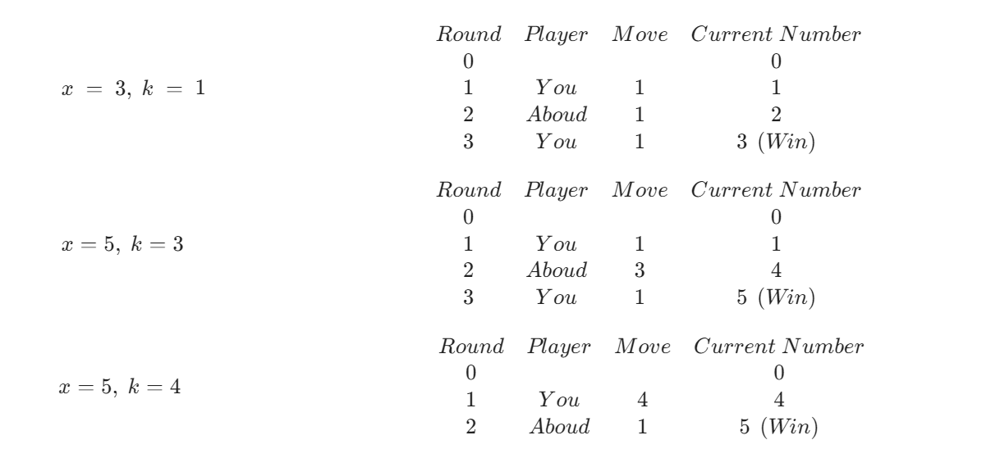 Round Player Move Current Number
0 0
x = 3, k = 1 1 You 1 1
2 Aboud 1 2
3 You 1 3 (Win)
Round Player Move Current Number
0 0
x = 5, k = 3 1 You 1 1
2 Aboud 3 4
3 You 1 5 (Win)
Round Player Move Current Number
0 0
x = 5, k = 4
1 You 4 4
2 Aboud 1 5 (Win)